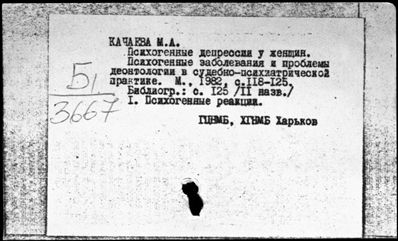 КАЧАЕВА М.А.
Психогенные депрессии у женщин.
Психогенные заболевания и проблемы
деонтологии в судебно-психиатрической
практике. М., 1982, с.118-125.
Библиогр.: с. 125 /11 назв./
I. Психогенные реакции.
ГЦНМБ, ХГНМБ Харьков
Б1
3667